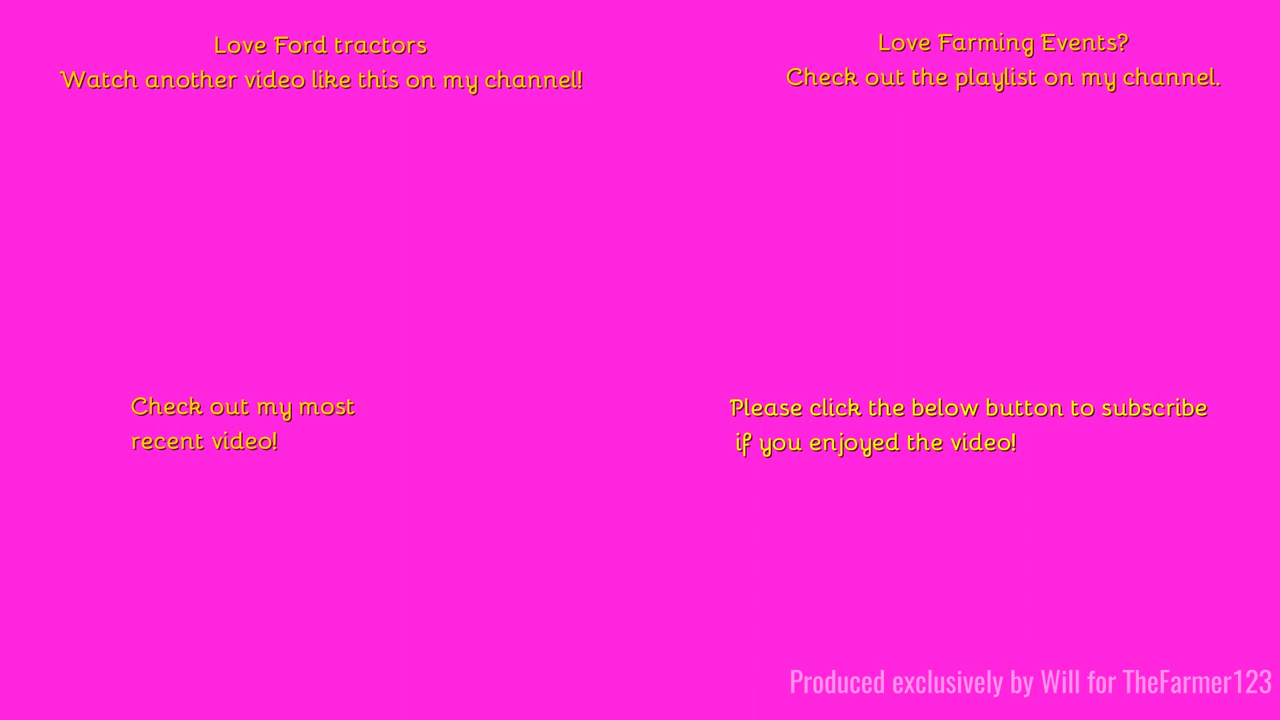 Love Ford tractors
Watch another video like this on my channel!
Love Farming Events?
Check out the playlist on my channel.
Check out my most
recent video!
Please click the below button to subscribe
if you enjoyed the video!
Produced exclusively by Will for TheFarmer123